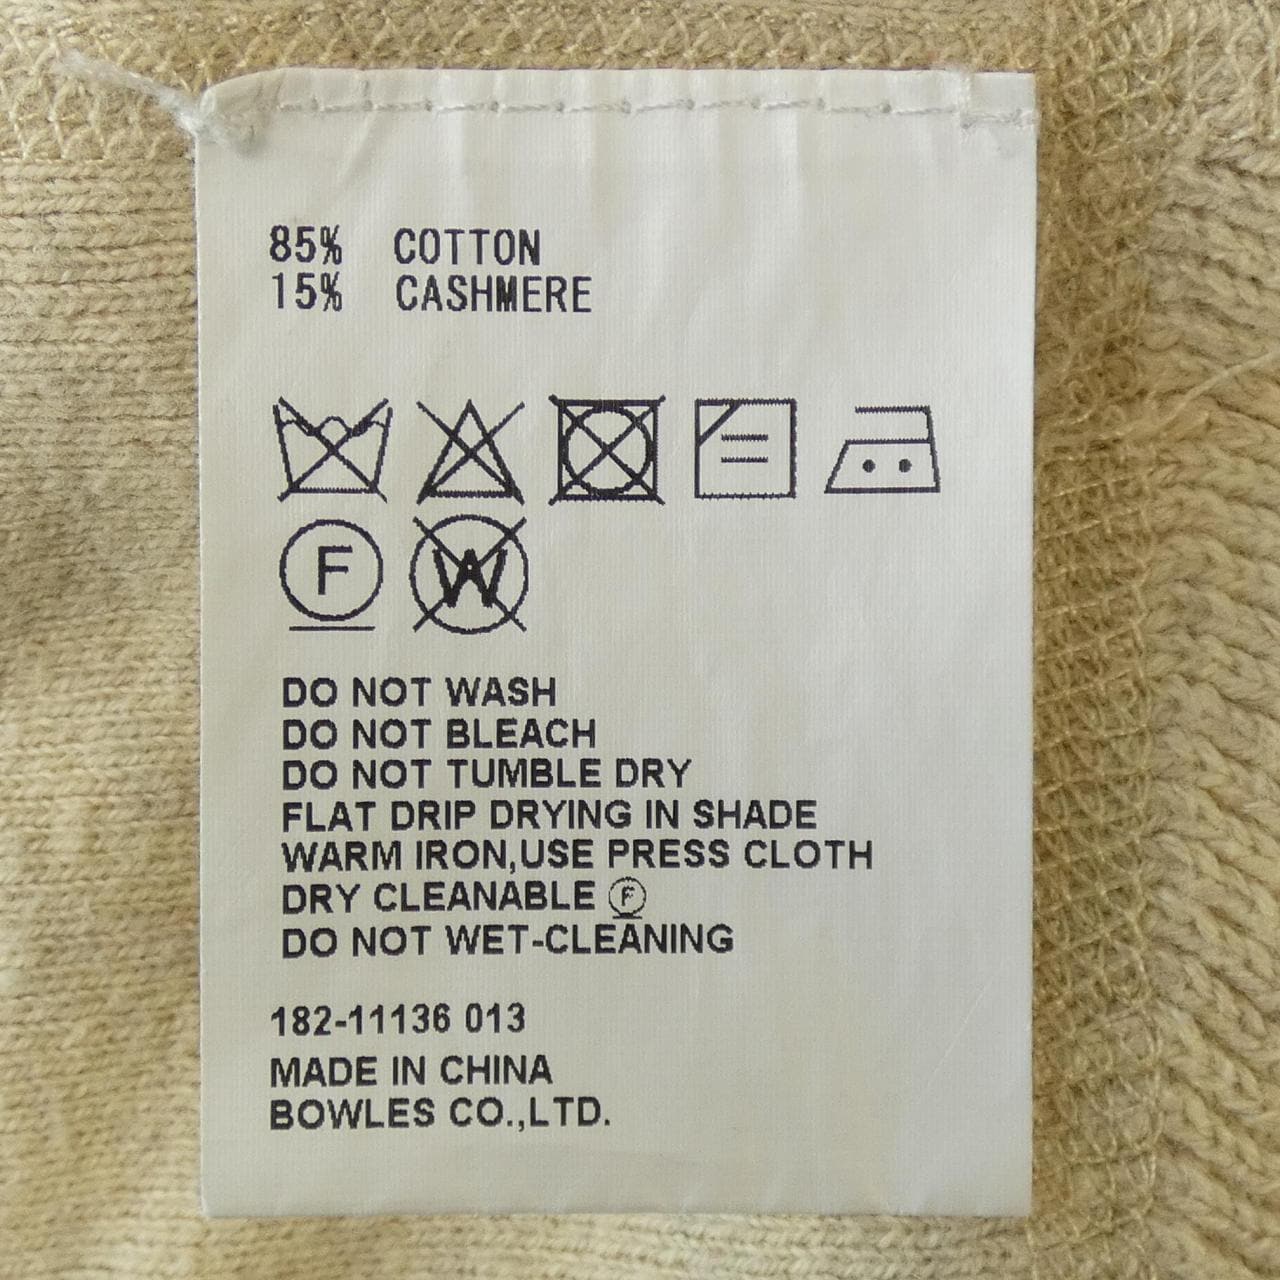 85% COTTON
15% CASHMERE
F W
DO NOT WASH
DO NOT BLEACH
DO NOT TUMBLE DRY
FLAT DRIP DRYING IN SHADE
WARM IRON,USE PRESS CLOTH
DRY CLEANABLE Ⓕ
DO NOT WET-CLEANING
182-11136 013
MADE IN CHINA
BOWLES CO.,LTD.